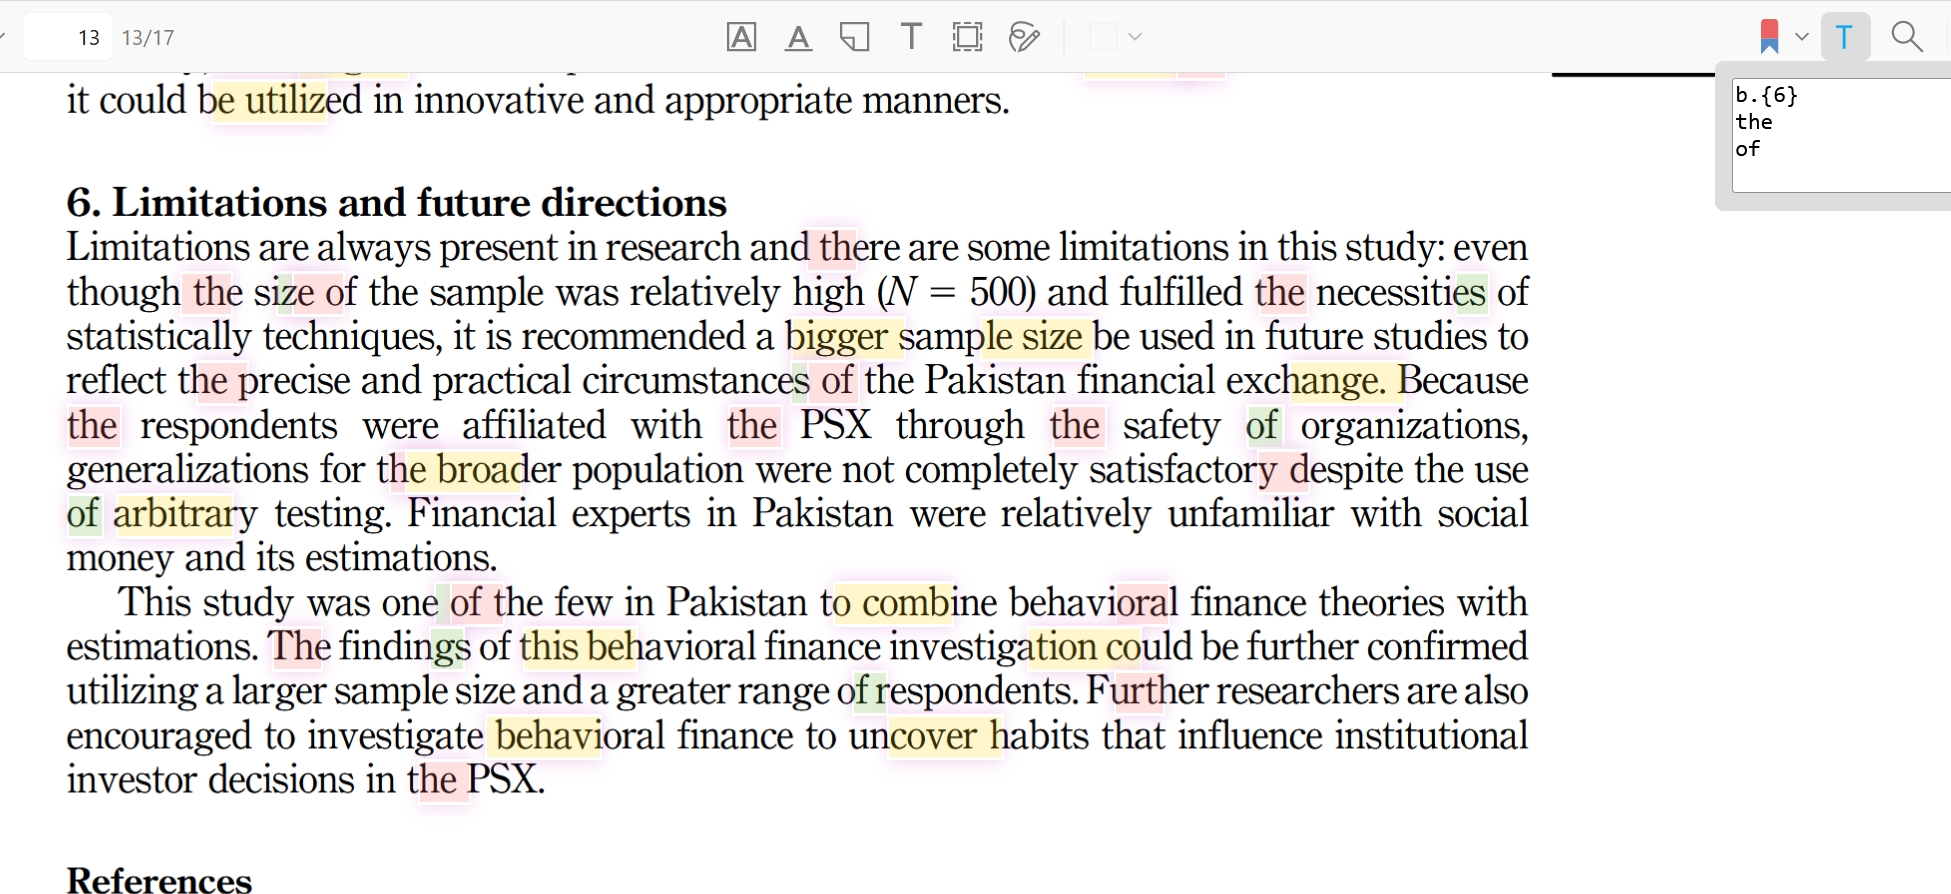 13 13/17
b.{6}
the
of
it could be utilized in innovative and appropriate manners.
6. Limitations and future directions
Limitations are always present in research and there are some limitations in this study: even
though the size of the sample was relatively high (N = 500) and fulfilled the necessities of
statistically techniques, it is recommended a bigger sample size be used in future studies to
reflect the precise and practical circumstances of the Pakistan financial exchange. Because
the respondents were affiliated with the PSX through the safety of organizations,
generalizations for the broader population were not completely satisfactory despite the use
of arbitrary testing. Financial experts in Pakistan were relatively unfamiliar with social
money and its estimations.
This study was one of the few in Pakistan to combine behavioral finance theories with
estimations. The findings of this behavioral finance investigation could be further confirmed
utilizing a larger sample size and a greater range of respondents. Further researchers are also
encouraged to investigate behavioral finance to uncover habits that influence institutional
investor decisions in the PSX.
References